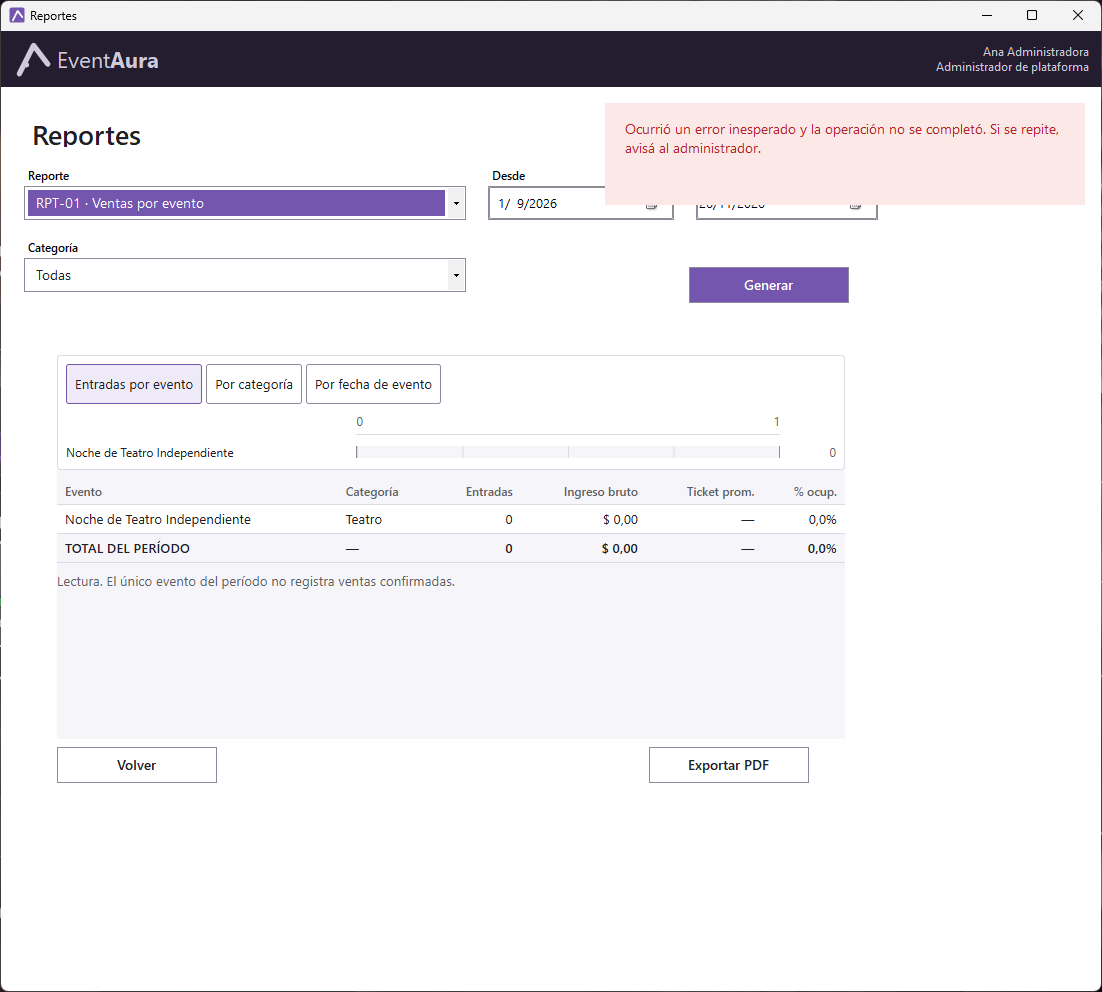 Reportes
EventAura
Ana Administradora
Administrador de plataforma
Reportes
Ocurrió un error inesperado y la operación no se completó. Si se repite,
avisá al administrador.
Reporte
Desde
RPT-01 · Ventas por evento
1/ 9/2026
Categoría
Todas
Generar
Entradas por evento
Por categoría
Por fecha de evento
0 1
Noche de Teatro Independiente 0
Evento Categoría Entradas Ingreso bruto Ticket prom. % ocup.
Noche de Teatro Independiente Teatro 0 $ 0,00 — 0,0%
TOTAL DEL PERÍODO — 0 $ 0,00 — 0,0%
Lectura. El único evento del período no registra ventas confirmadas.
Volver
Exportar PDF